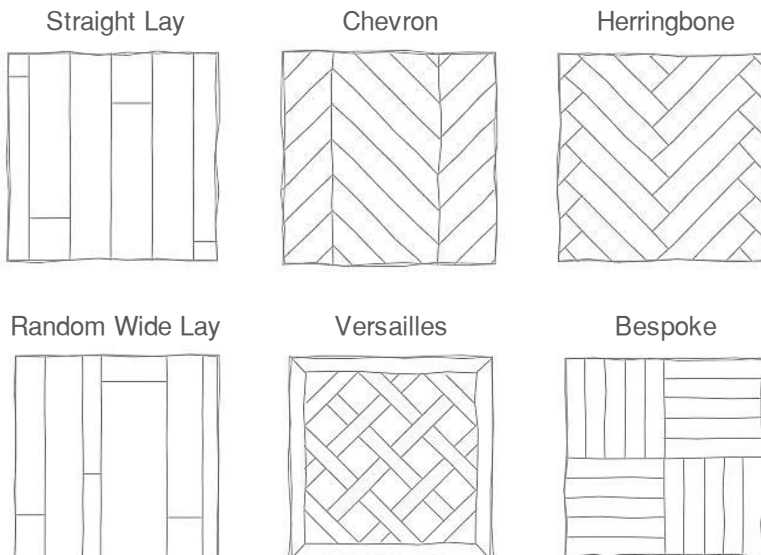 Straight Lay
Chevron
Herringbone
Random Wide Lay
Versailles
Bespoke